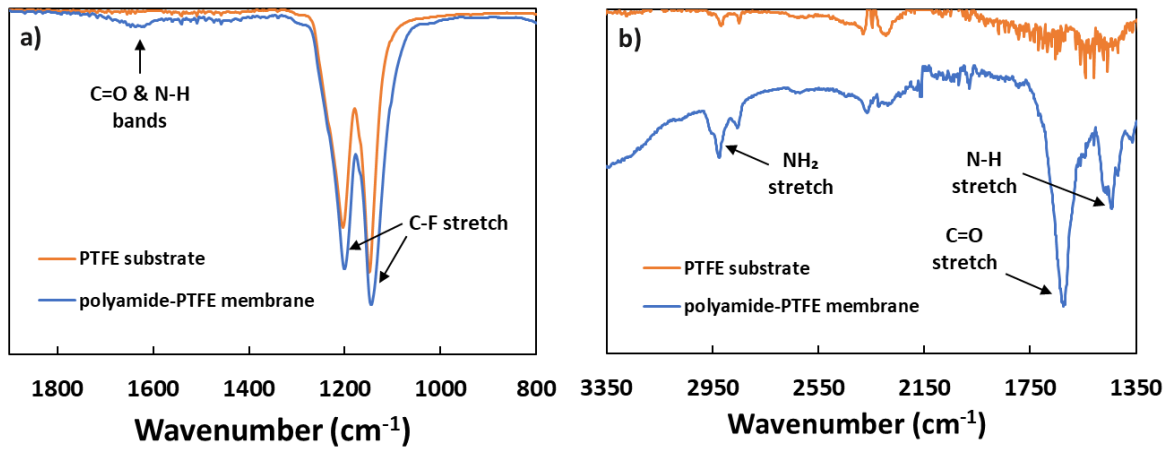 a)
C=O & N-H
bands
C-F stretch
PTFE substrate
polyamide-PTFE membrane
1800 1600 1400 1200 1000 800
Wavenumber (cm⁻¹)
b)
NH₂
stretch
N-H
stretch
C=O
stretch
PTFE substrate
polyamide-PTFE membrane
3350 2950 2550 2150 1750 1350
Wavenumber (cm⁻¹)